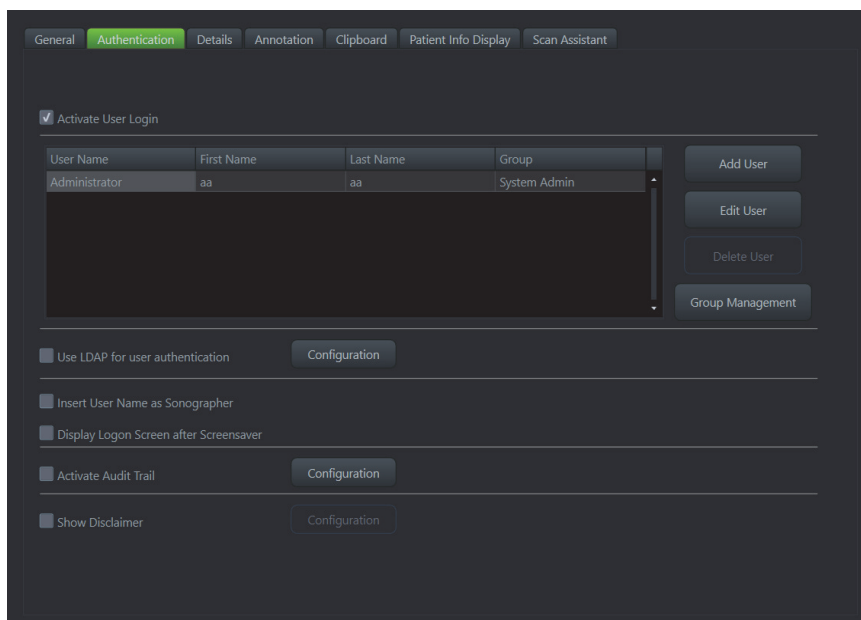 General Authentication Details Annotation Clipboard Patient Info Display Scan Assistant
Activate User Login
User Name First Name Last Name Group
Administrator aa aa System Admin
Add User
Edit User
Delete User
Group Management
Use LDAP for user authentication Configuration
Insert User Name as Sonographer
Display Logon Screen after Screensaver
Activate Audit Trail Configuration
Show Disclaimer Configuration